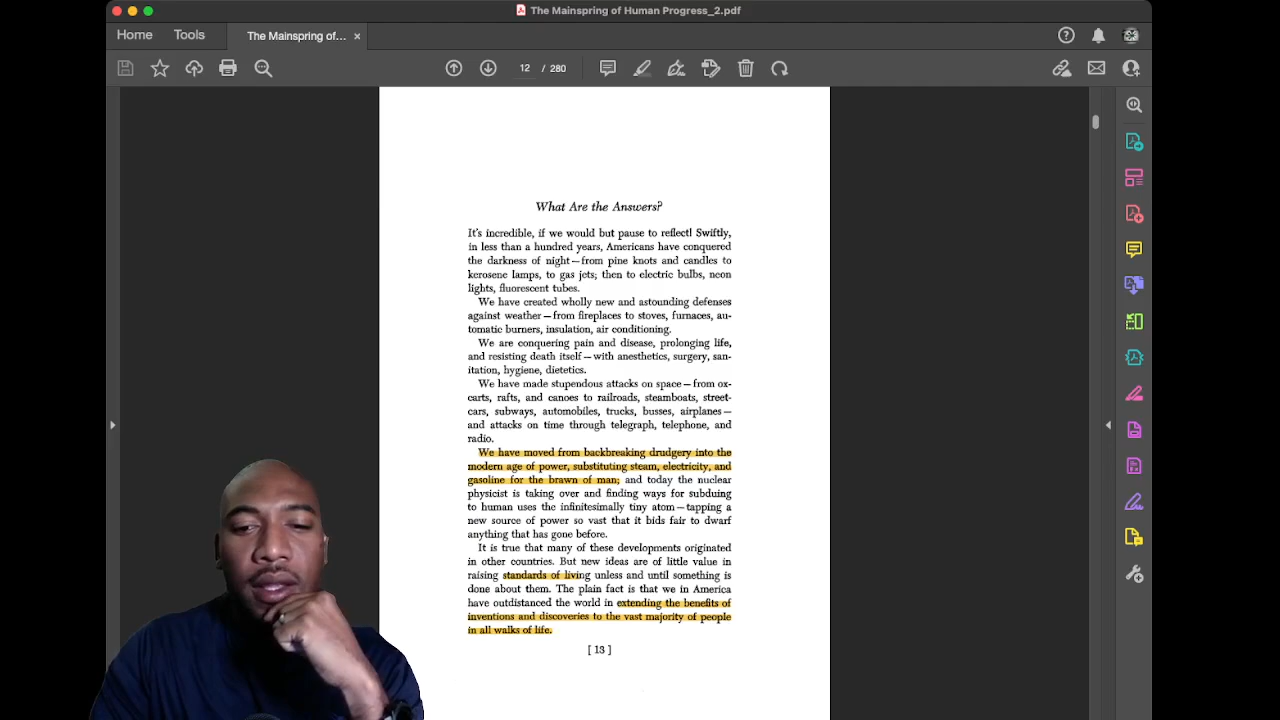 The Mainspring of Human Progress_2.pdf
Home
Tools
The Mainspring of... ×
12 / 280
What Are the Answers?
It's incredible, if we would but pause to reflect! Swiftly,
in less than a hundred years, Americans have conquered
the darkness of night—from pine knots and candles to
kerosene lamps, to gas jets; then to electric bulbs, neon
lights, fluorescent tubes.
We have created wholly new and astounding defenses
against weather—from fireplaces to stoves, furnaces, au-
tomatic burners, insulation, air conditioning.
We are conquering pain and disease, prolonging life,
and resisting death itself—with anesthetics, surgery, san-
itation, hygiene, dietetics.
We have made stupendous attacks on space—from ox-
carts, rafts, and canoes to railroads, steamboats, street-
cars, subways, automobiles, trucks, busses, airplanes—
and attacks on time through telegraph, telephone, and
radio.
We have moved from backbreaking drudgery into the
modern age of power, substituting steam, electricity, and
gasoline for the brawn of man; and today the nuclear
physicist is taking over and finding ways for subduing
to human uses the infinitesimally tiny atom—tapping a
new source of power so vast that it bids fair to dwarf
anything that has gone before.
It is true that many of these developments originated
in other countries. But new ideas are of little value in
raising standards of living unless and until something is
done about them. The plain fact is that we in America
have outdistanced the world in extending the benefits of
inventions and discoveries to the vast majority of people
in all walks of life.
[ 13 ]